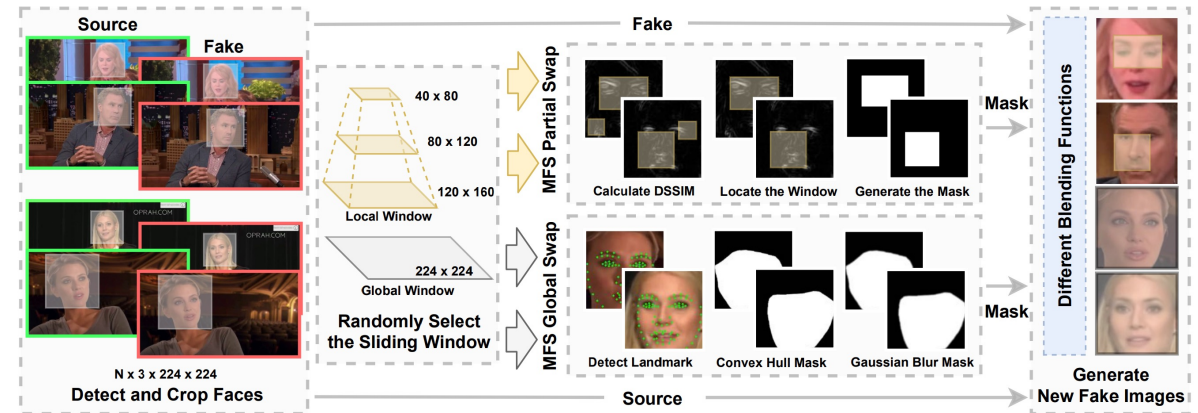 Source
Fake
OPRAH.COM
OPRAH.COM
N x 3 x 224 x 224
Detect and Crop Faces
40 x 80
80 x 120
120 x 160
Local Window
224 x 224
Global Window
Randomly Select
the Sliding Window
Fake
MFS Partial Swap
Calculate DSSIM
Locate the Window
Generate the Mask
Mask
MFS Global Swap
Detect Landmark
Convex Hull Mask
Gaussian Blur Mask
Mask
Source
Different Blending Functions
Generate
New Fake Images